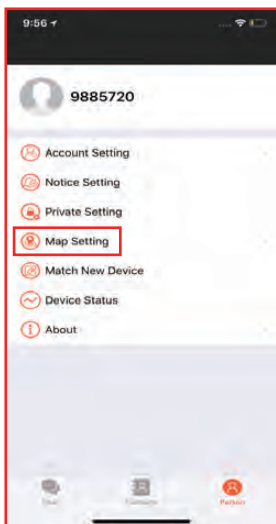 9:56
9885720
Account Setting
Notice Setting
Private Setting
Map Setting
Match New Device
Device Status
About
Person